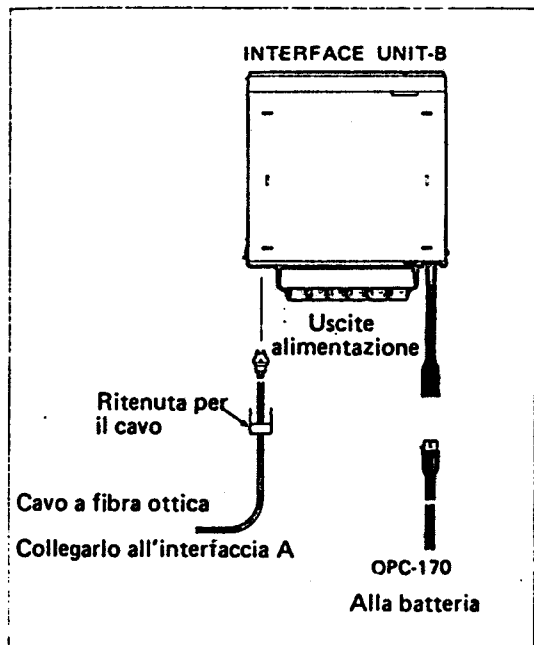 INTERFACE UNIT-B
Uscite
alimentazione
Ritenuta per
il cavo
Cavo a fibra ottica
Collegarlo all'interfaccia A
OPC-170
Alla batteria